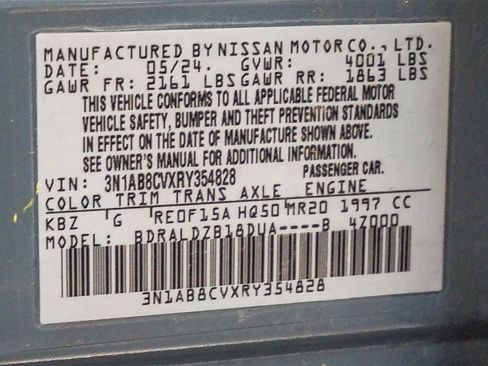 MANUFACTURED BY NISSAN MOTOR CO., LTD.
DATE: 05/24. GVWR: 4001 LBS
GAWR FR: 2161 LBS GAWR RR: 1863 LBS
THIS VEHICLE CONFORMS TO ALL APPLICABLE FEDERAL MOTOR
VEHICLE SAFETY, BUMPER AND THEFT PREVENTION STANDARDS
IN EFFECT ON THE DATE OF MANUFACTURE SHOWN ABOVE.
SEE OWNER'S MANUAL FOR ADDITIONAL INFORMATION.
VIN: 3N1AB8CVXRY354828 PASSENGER CAR.
COLOR TRIM TRANS AXLE ENGINE
KBZ G RE0F15A HQ50 MR20 1997 CC
MODEL: BDRALDZB18DUA----B 4Z000
3N1AB8CVXRY354828